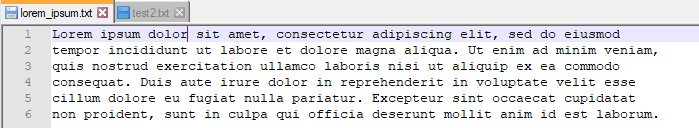 lorem_ipsum.txt test2.txt
1 Lorem ipsum dolor sit amet, consectetur adipiscing elit, sed do eiusmod
2 tempor incididunt ut labore et dolore magna aliqua. Ut enim ad minim veniam,
3 quis nostrud exercitation ullamco laboris nisi ut aliquip ex ea commodo
4 consequat. Duis aute irure dolor in reprehenderit in voluptate velit esse
5 cillum dolore eu fugiat nulla pariatur. Excepteur sint occaecat cupidatat
6 non proident, sunt in culpa qui officia deserunt mollit anim id est laborum.